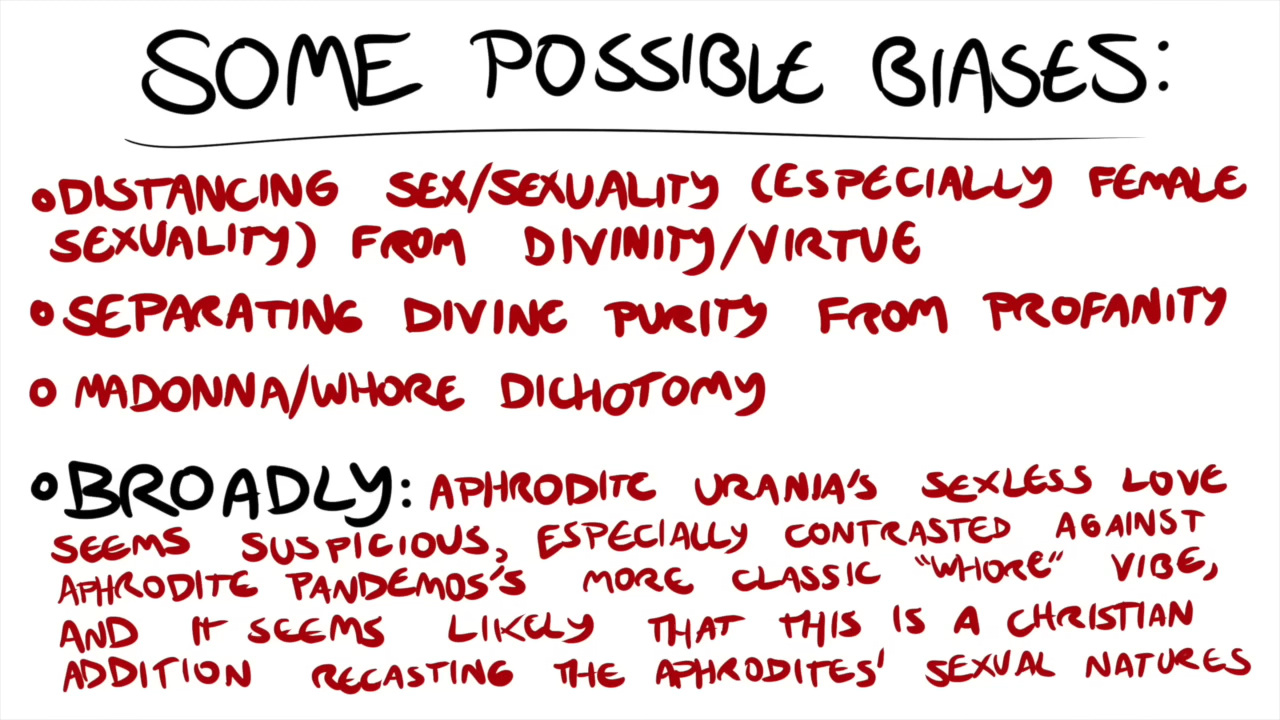 SOME POSSIBLE BIASES:
• DISTANCING SEX/SEXUALITY (ESPECIALLY FEMALE
SEXUALITY) FROM DIVINITY/VIRTUE
• SEPARATING DIVINE PURITY FROM PROFANITY
• MADONNA/WHORE DICHOTOMY
• BROADLY: APHRODITE URANIA'S SEXLESS LOVE
SEEMS SUSPICIOUS, ESPECIALLY CONTRASTED AGAINST
APHRODITE PANDEMOS'S MORE CLASSIC "WHORE" VIBE,
AND IT SEEMS LIKELY THAT THIS IS A CHRISTIAN
ADDITION RECASTING THE APHRODITES' SEXUAL NATURES